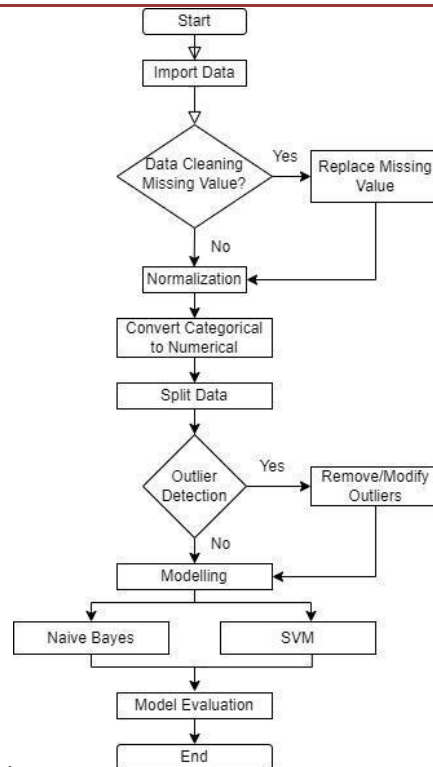 Start
Import Data
Data Cleaning
Missing Value?
Yes
Replace Missing
Value
No
Normalization
Convert Categorical
to Numerical
Split Data
Outlier
Detection
Yes
Remove/Modify
Outliers
No
Modelling
Naive Bayes
SVM
Model Evaluation
End